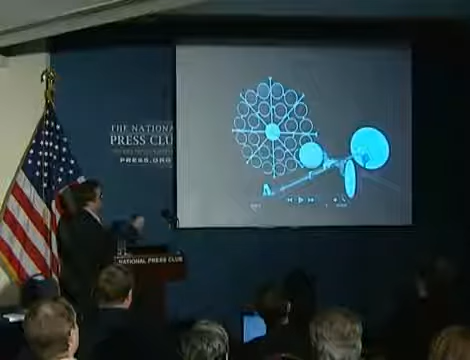 THE NATIONAL
PRESS CLUB
PRESS.ORG
NATIONAL PRESS CLUB